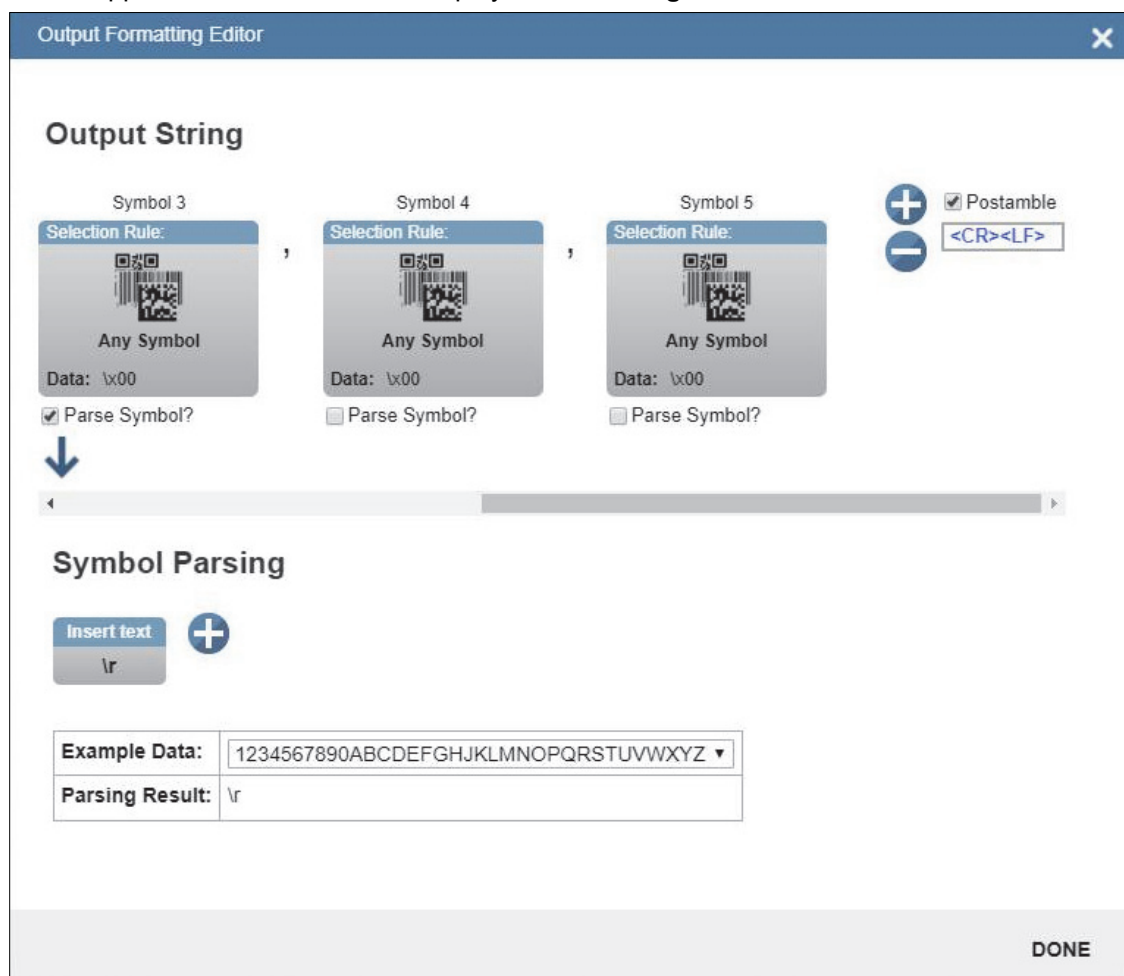 Output Formatting Editor
Output String
Symbol 3 Symbol 4 Symbol 5 Postamble
Selection Rule: , Selection Rule: , Selection Rule: <CR><LF>
Any Symbol Any Symbol Any Symbol
Data: \x00 Data: \x00 Data: \x00
Parse Symbol? Parse Symbol? Parse Symbol?
Symbol Parsing
Insert text
\r
Example Data: 1234567890ABCDEFGHJKLMNOPQRSTUVWXYZ
Parsing Result: \r
DONE